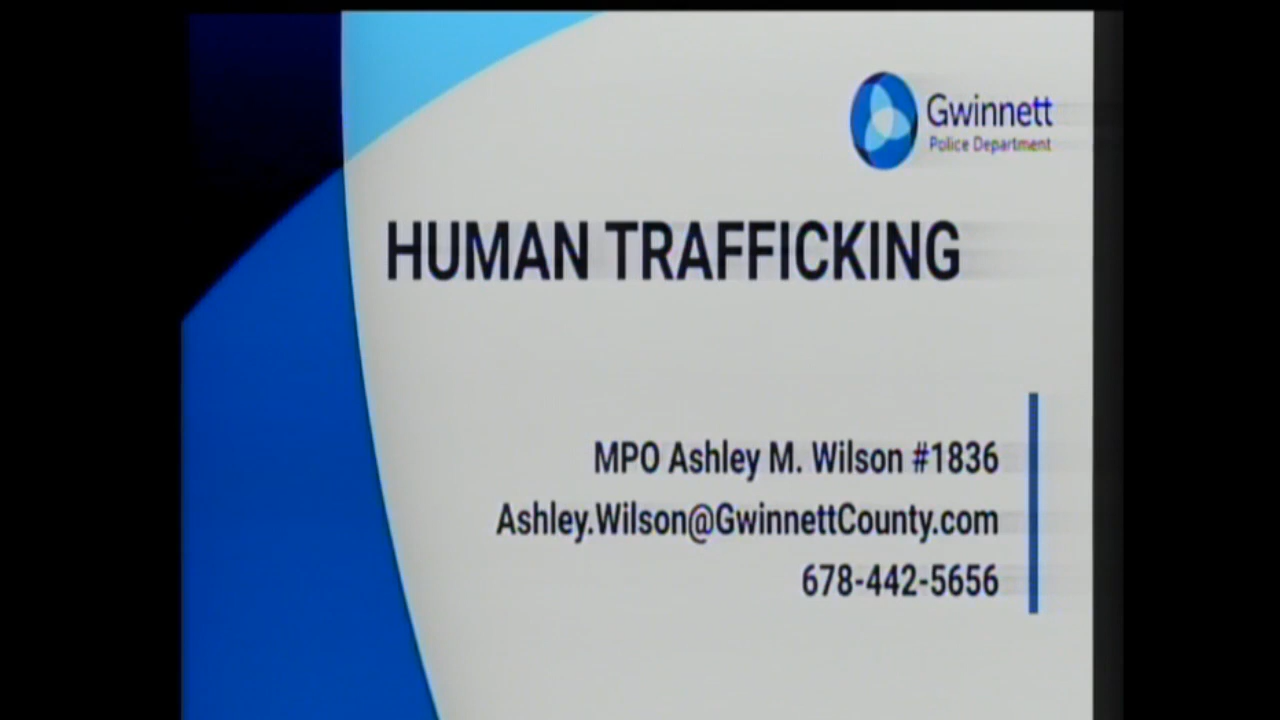 Gwinnett
Police Department
HUMAN TRAFFICKING
MPO Ashley M. Wilson #1836
Ashley.Wilson@GwinnettCounty.com
678-442-5656